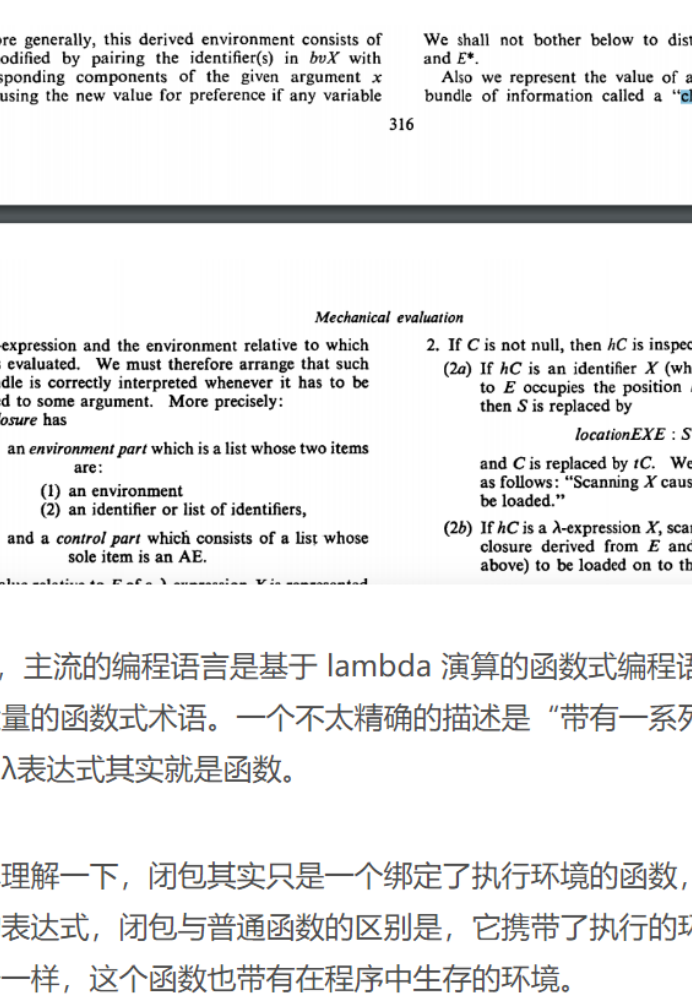 re generally, this derived environment consists of
odified by pairing the identifier(s) in bvX with
sponding components of the given argument x
using the new value for preference if any variable
We shall not bother below to dist
and E*.
Also we represent the value of a
bundle of information called a “cl
316
Mechanical evaluation
-expression and the environment relative to which
evaluated. We must therefore arrange that such
dle is correctly interpreted whenever it has to be
d to some argument. More precisely:
losure has
an environment part which is a list whose two items
are:
(1) an environment
(2) an identifier or list of identifiers,
and a control part which consists of a list whose
sole item is an AE.
2. If C is not null, then hC is inspec
(2a) If hC is an identifier X (wh
to E occupies the position
then S is replaced by
locationEXE : S
and C is replaced by tC. We
as follows: “Scanning X caus
be loaded.”
(2b) If hC is a λ-expression X, scan
closure derived from E and
above) to be loaded on to th
，主流的编程语言是基于 lambda 演算的函数式编程语
量的函数式术语。一个不太精确的描述是“带有一系列
λ表达式其实就是函数。
理解一下，闭包其实只是一个绑定了执行环境的函数，
表达式，闭包与普通函数的区别是，它携带了执行的环
一样，这个函数也带有在程序中生存的环境。